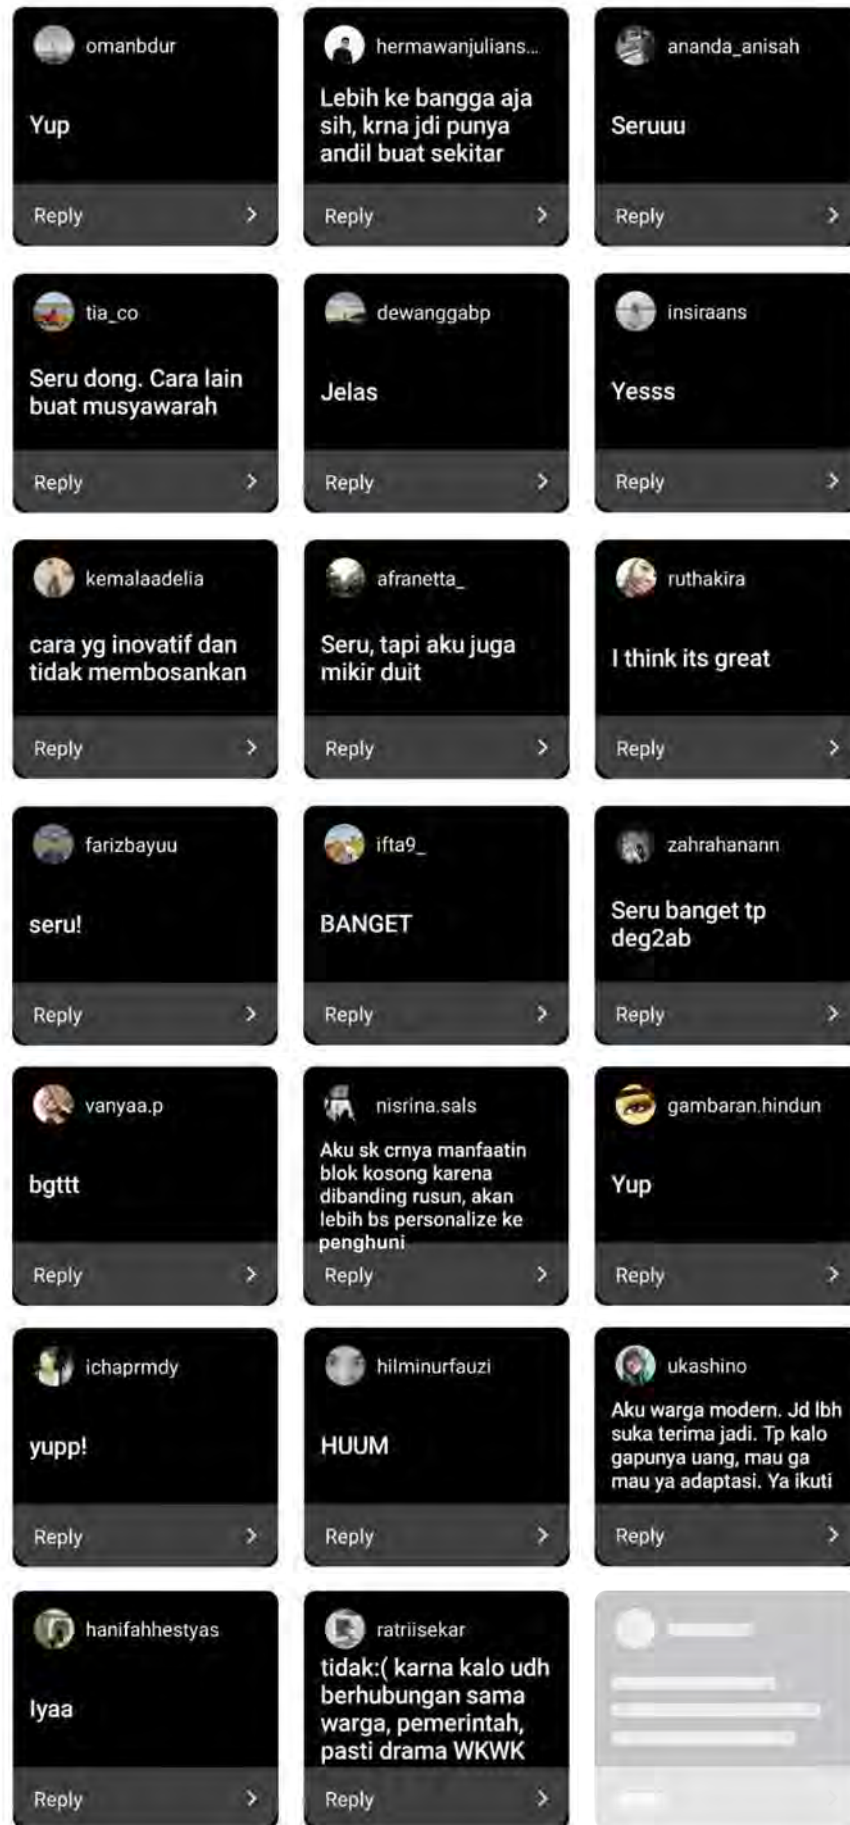 omanbdur
Yup
Reply
hermawanjulians...
Lebih ke bangga aja
sih, krna jdi punya
andil buat sekitar
Reply
ananda_anisah
Seruuu
Reply
tia_co
Seru dong. Cara lain
buat musyawarah
Reply
dewanggabp
Jelas
Reply
insiraans
Yesss
Reply
kemalaadelia
cara yg inovatif dan
tidak membosankan
Reply
afranetta_
Seru, tapi aku juga
mikir duit
Reply
ruthakira
I think its great
Reply
farizbayuu
seru!
Reply
ifta9_
BANGET
Reply
zahrahanann
Seru banget tp
deg2ab
Reply
vanyaa.p
bgttt
Reply
nisrina.sals
Aku sk crnya manfaatin
blok kosong karena
dibanding rusun, akan
lebih bs personalize ke
penghuni
Reply
gambaran.hindun
Yup
Reply
ichaprmdy
yupp!
Reply
hilminurfauzi
HUUM
Reply
ukashino
Aku warga modern. Jd lbh
suka terima jadi. Tp kalo
gapunya uang, mau ga
mau ya adaptasi. Ya ikuti
Reply
hanifahhestyas
Iyaa
Reply
ratriisekar
tidak:( karna kalo udh
berhubungan sama
warga, pemerintah,
pasti drama WKWK
Reply